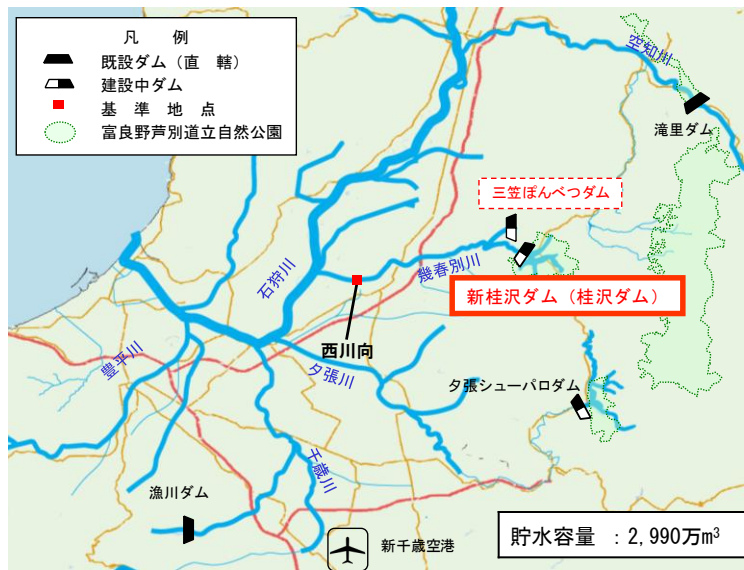 凡 例
既設ダム（直 轄）
建設中ダム
基 準 地 点
富良野芦別道立自然公園
空知川
滝里ダム
三笠ぽんべつダム
幾春別川
新桂沢ダム（桂沢ダム）
石狩川
西川向
夕張川
豊平川
夕張シューパロダム
千歳川
漁川ダム
新千歳空港
貯水容量 ：2,990万m³